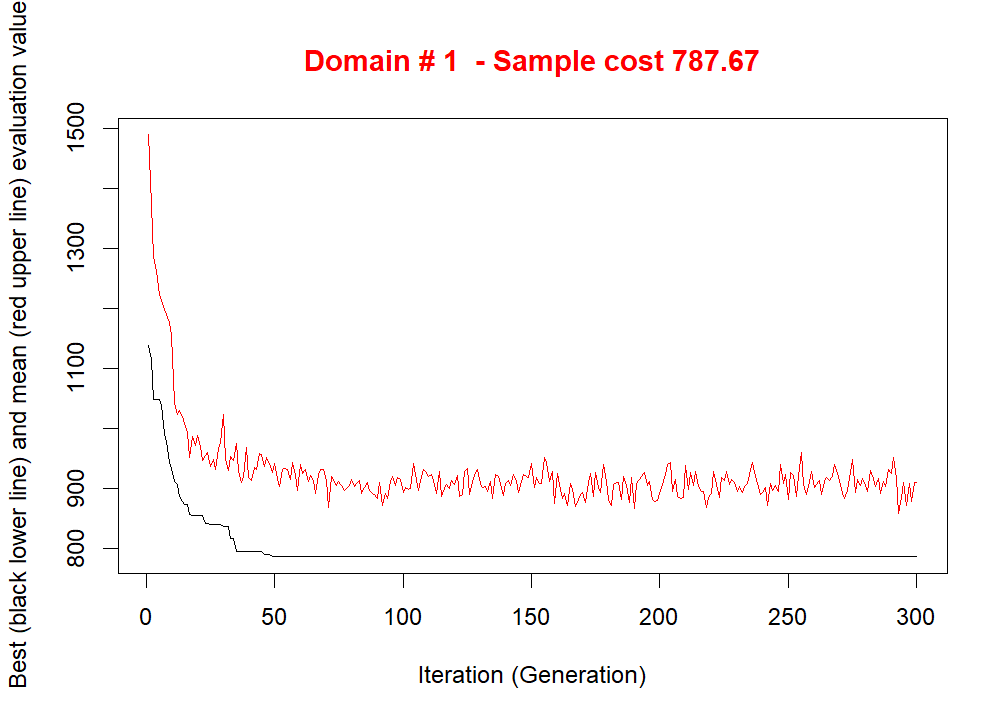 Domain # 1  - Sample cost 787.67
Best (black lower line) and mean (red upper line) evaluation value
1500
1300
1100
900
800
0 50 100 150 200 250 300
Iteration (Generation)